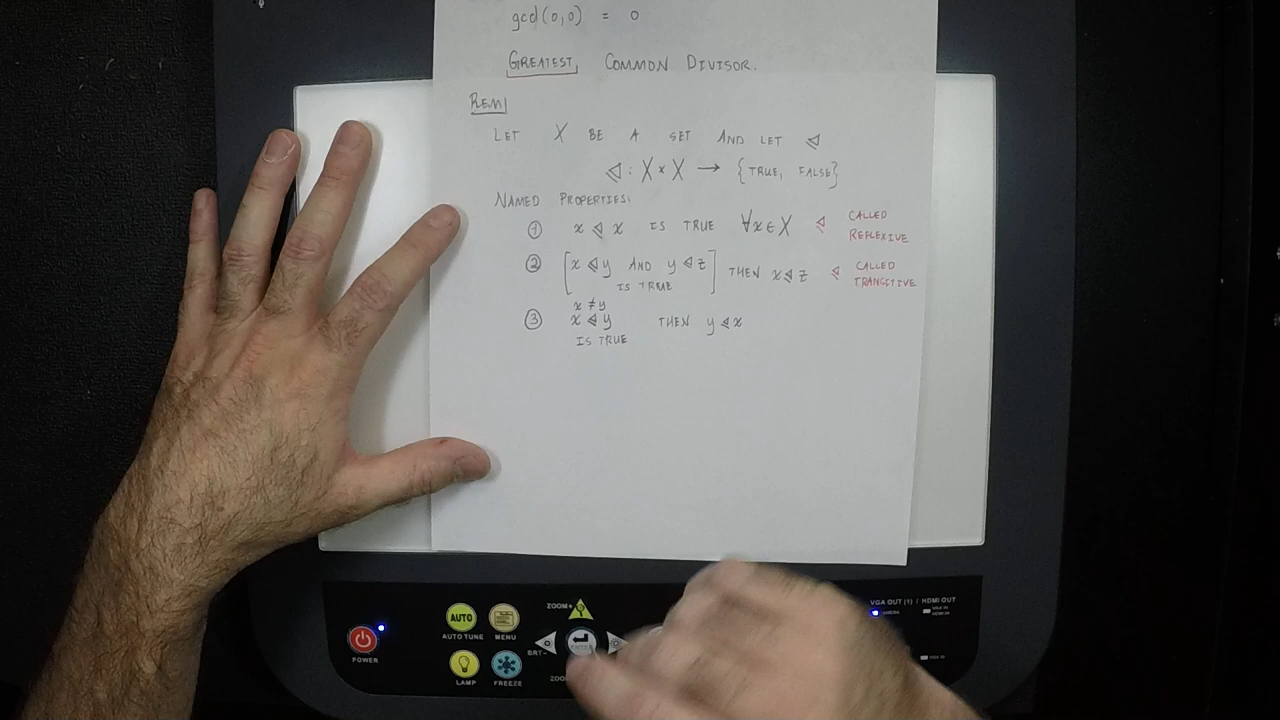 gcd(0,0) = 0
GREATEST COMMON DIVISOR.
REM
LET X BE A SET AND LET ⊴
⊴ : X × X → {TRUE, FALSE}
NAMED PROPERTIES:
① x ⊴ x IS TRUE ∀x∈X ⊴ CALLED REFLEXIVE
② [x ⊴ y AND y ⊴ z IS TRUE] THEN x ⊴ z ⊴ CALLED TRANSITIVE
x ≠ y
③ x ⊴ y THEN y ⊴ x
IS TRUE
POWER
AUTO
AUTO TUNE
MENU
LAMP
FREEZE
ZOOM+
BRT-
ENTER
VGA OUT (1) / HDMI OUT